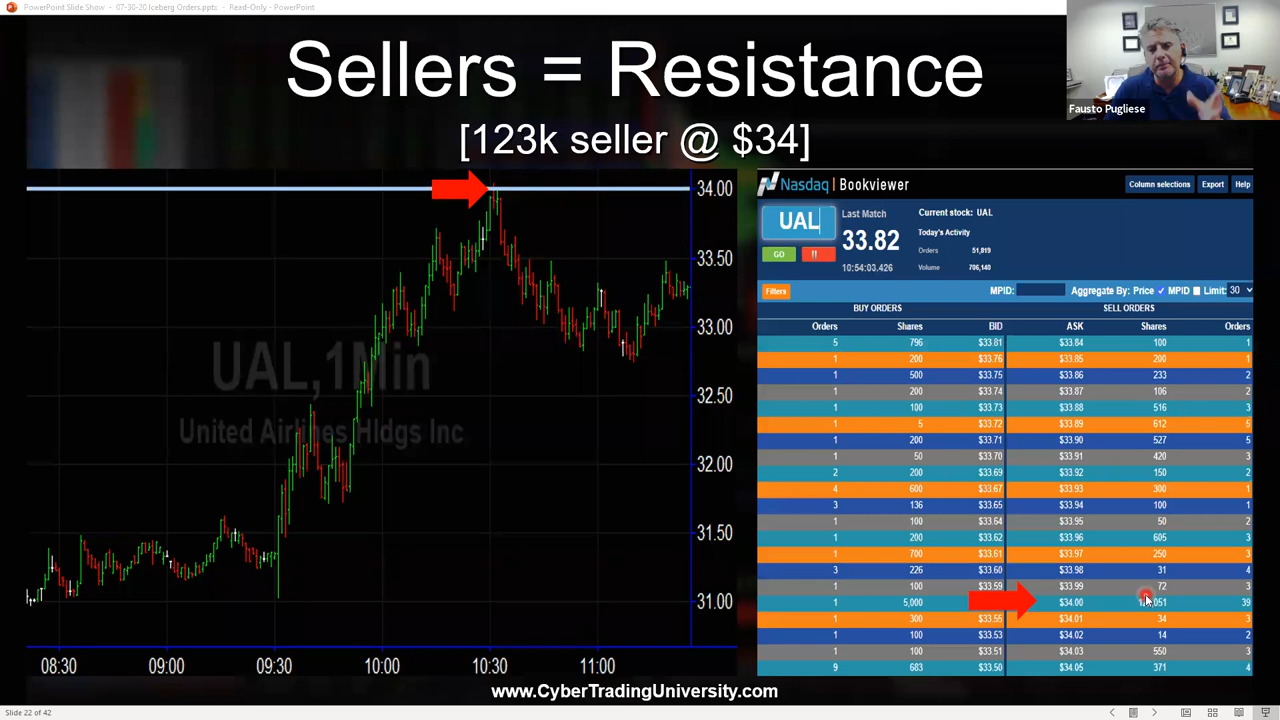 PowerPoint Slide Show - 07-30-20 Iceberg Orders.pptx - Read-Only - PowerPoint
Sellers = Resistance
[123k seller @ $34]
Fausto Pugliese
34.00
33.50
33.00
32.50
32.00
31.50
31.00
UAL,1Min
United Airlines Hldgs Inc
08:30 09:00 09:30 10:00 10:30 11:00
Nasdaq | Bookviewer
Column selections Export Help
UAL
GO !!
Last Match
33.82
10:54:03.426
Current stock: UAL
Today's Activity
Orders 51,819
Volume 706,140
Filters MPID: Aggregate By: Price MPID Limit: 30
BUY ORDERS SELL ORDERS
Orders Shares BID ASK Shares Orders
5 796 $33.81 $33.84 100 1
1 200 $33.76 $33.85 200 1
1 500 $33.75 $33.86 233 2
1 200 $33.74 $33.87 106 2
1 100 $33.73 $33.88 516 3
1 5 $33.72 $33.89 612 5
1 200 $33.71 $33.90 527 5
1 50 $33.70 $33.91 420 3
2 200 $33.69 $33.92 150 2
4 600 $33.67 $33.93 300 1
3 136 $33.65 $33.94 100 1
1 100 $33.64 $33.95 50 2
1 200 $33.62 $33.96 605 3
1 700 $33.61 $33.97 250 3
3 226 $33.60 $33.98 31 4
1 100 $33.59 $33.99 72 3
1 5,000 $34.00 39
1 300 $33.55 $34.01 34 3
1 100 $33.53 $34.02 14 2
1 100 $33.51 $34.03 550 3
9 683 $33.50 $34.05 371 4
www.CyberTradingUniversity.com
Slide 22 of 42